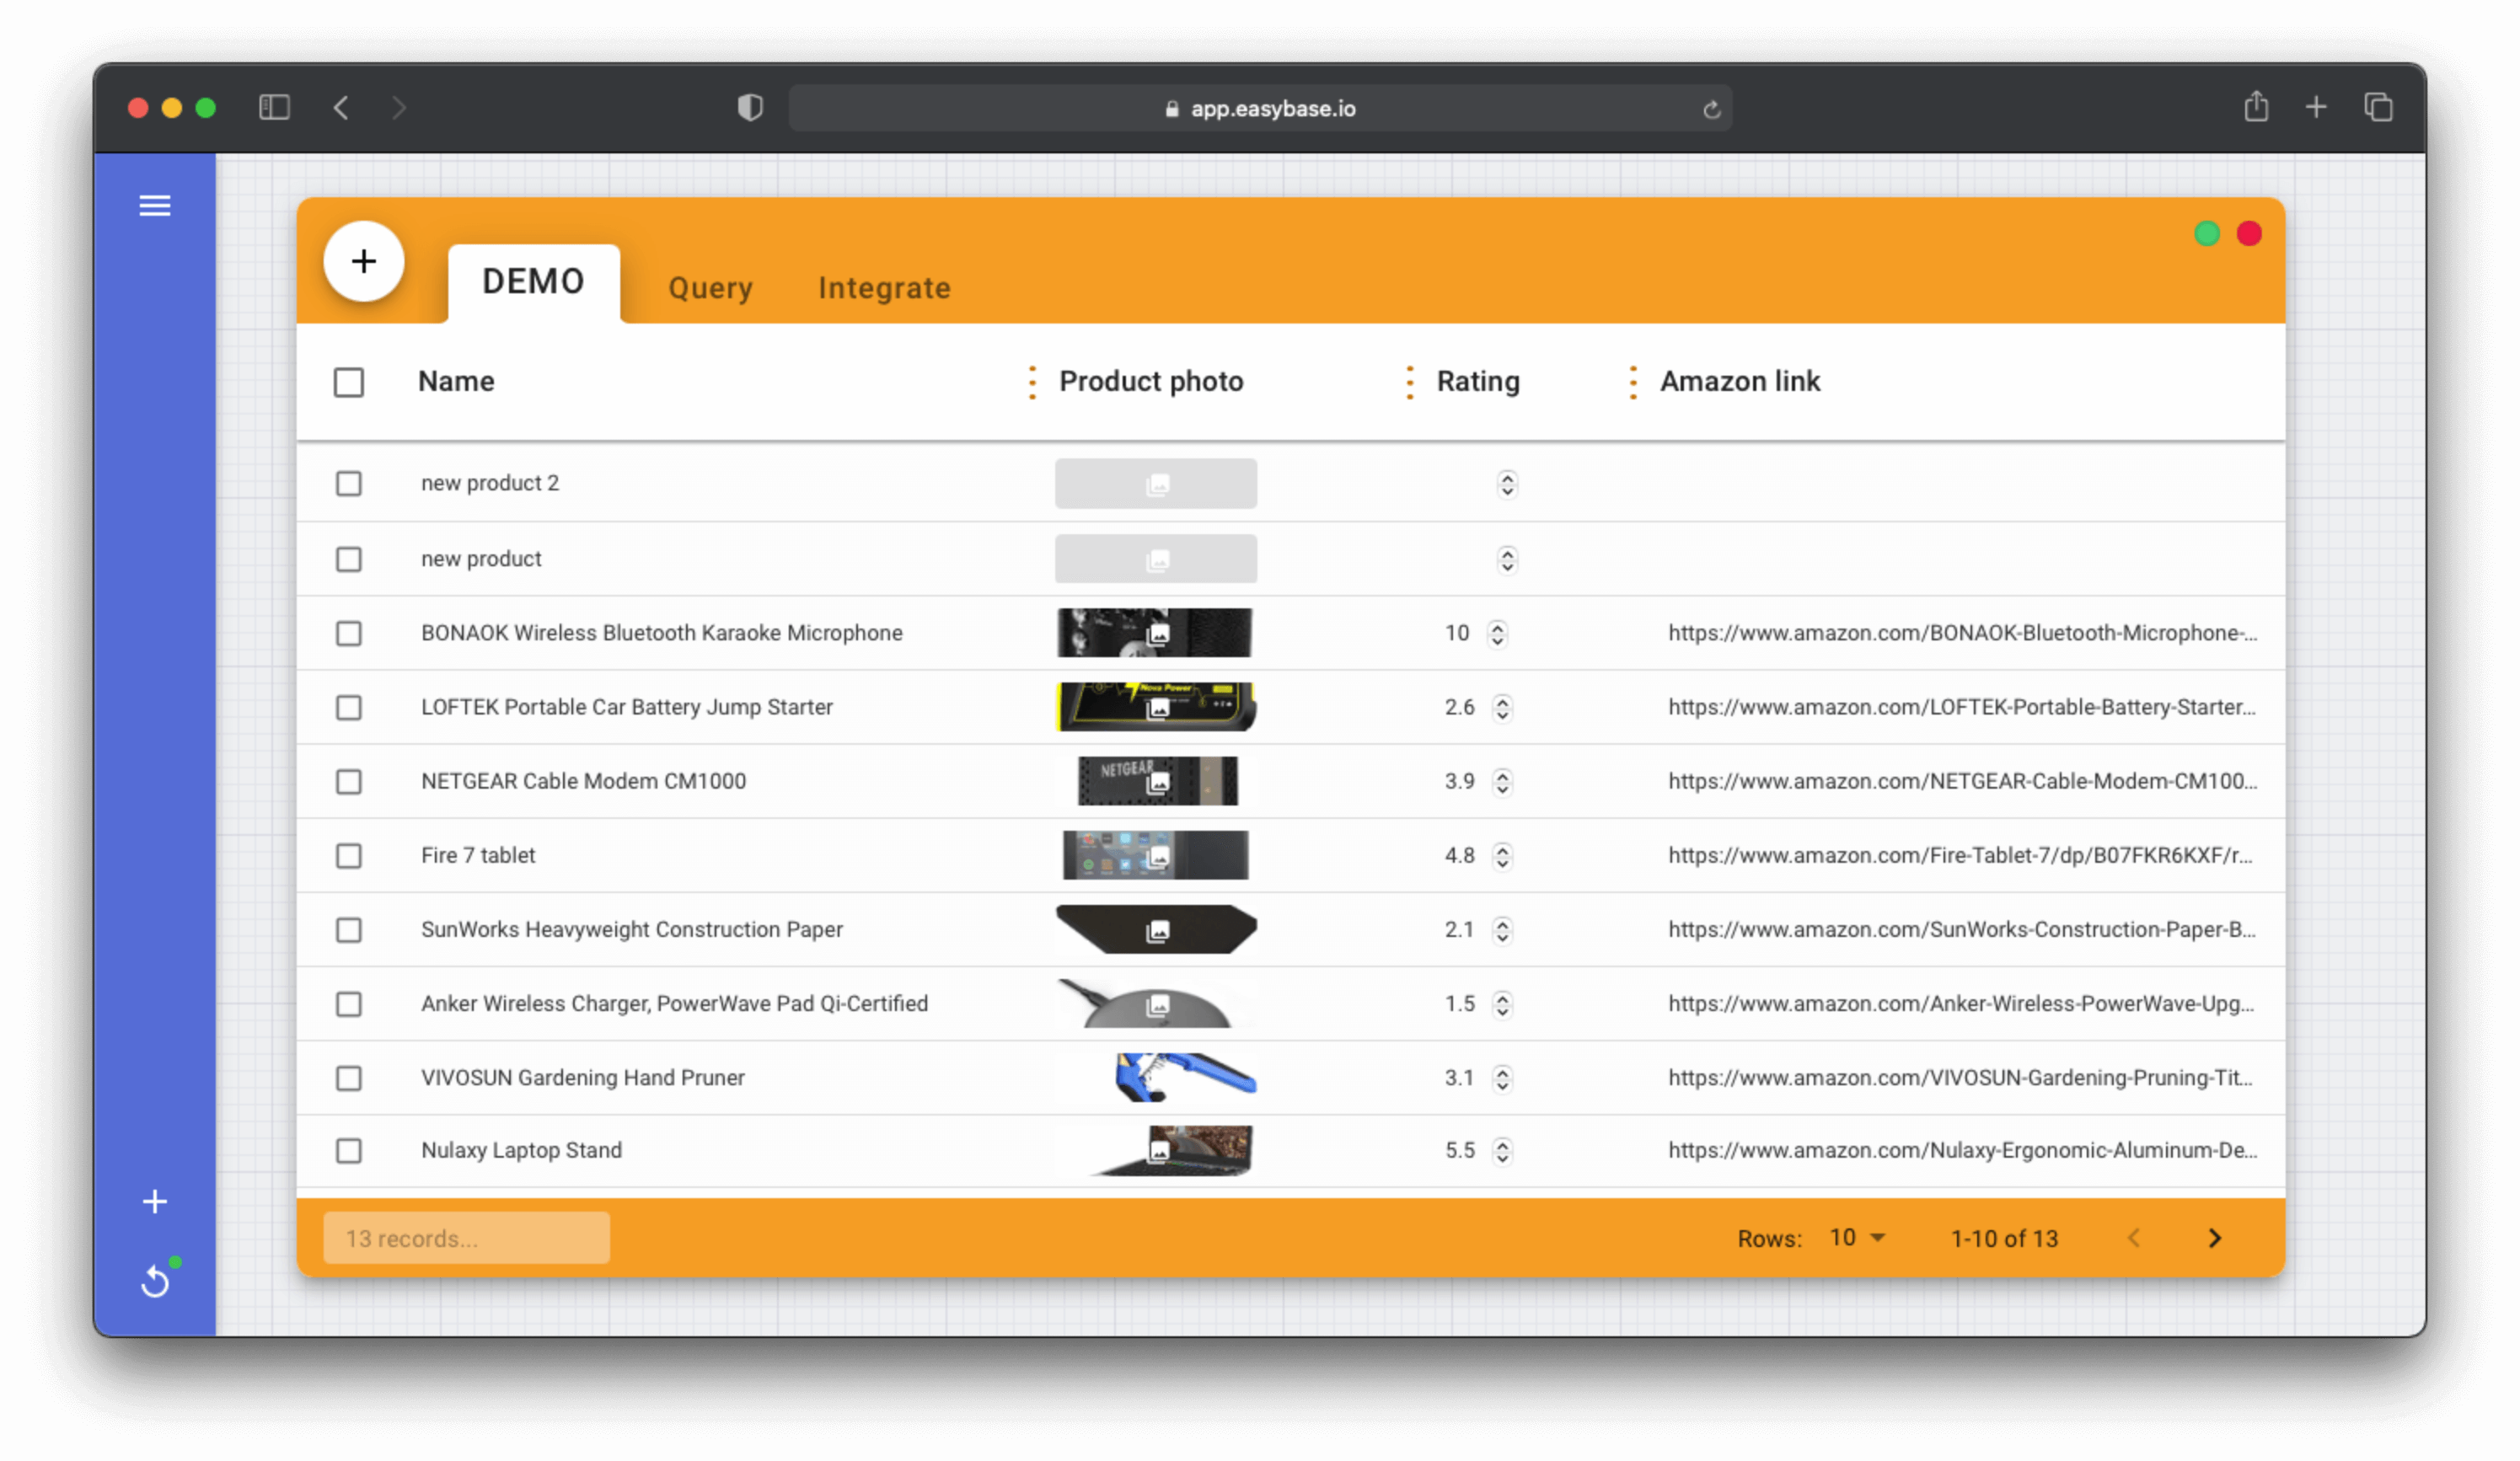 app.easybase.io
DEMO Query Integrate
Name Product photo Rating Amazon link
new product 2
new product
BONAOK Wireless Bluetooth Karaoke Microphone 10 https://www.amazon.com/BONAOK-Bluetooth-Microphone-...
LOFTEK Portable Car Battery Jump Starter Nova Power 2.6 https://www.amazon.com/LOFTEK-Portable-Battery-Starter...
NETGEAR Cable Modem CM1000 NETGEAR 3.9 https://www.amazon.com/NETGEAR-Cable-Modem-CM100...
Fire 7 tablet 4.8 https://www.amazon.com/Fire-Tablet-7/dp/B07FKR6KXF/r...
SunWorks Heavyweight Construction Paper 2.1 https://www.amazon.com/SunWorks-Construction-Paper-B...
Anker Wireless Charger, PowerWave Pad Qi-Certified 1.5 https://www.amazon.com/Anker-Wireless-PowerWave-Upg...
VIVOSUN Gardening Hand Pruner 3.1 https://www.amazon.com/VIVOSUN-Gardening-Pruning-Tit...
Nulaxy Laptop Stand 5.5 https://www.amazon.com/Nulaxy-Ergonomic-Aluminum-De...
13 records... Rows: 10 1-10 of 13